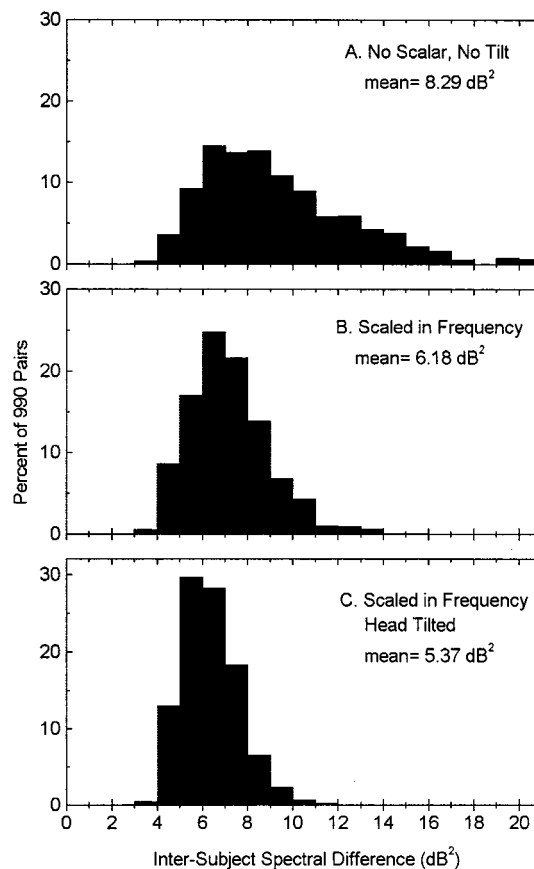 30
A. No Scalar, No Tilt
mean= 8.29 dB²
20
10
0
30
B. Scaled in Frequency
mean= 6.18 dB²
20
10
0
Percent of 990 Pairs
30
C. Scaled in Frequency
Head Tilted
mean= 5.37 dB²
20
10
0
0 2 4 6 8 10 12 14 16 18 20
Inter-Subject Spectral Difference (dB²)